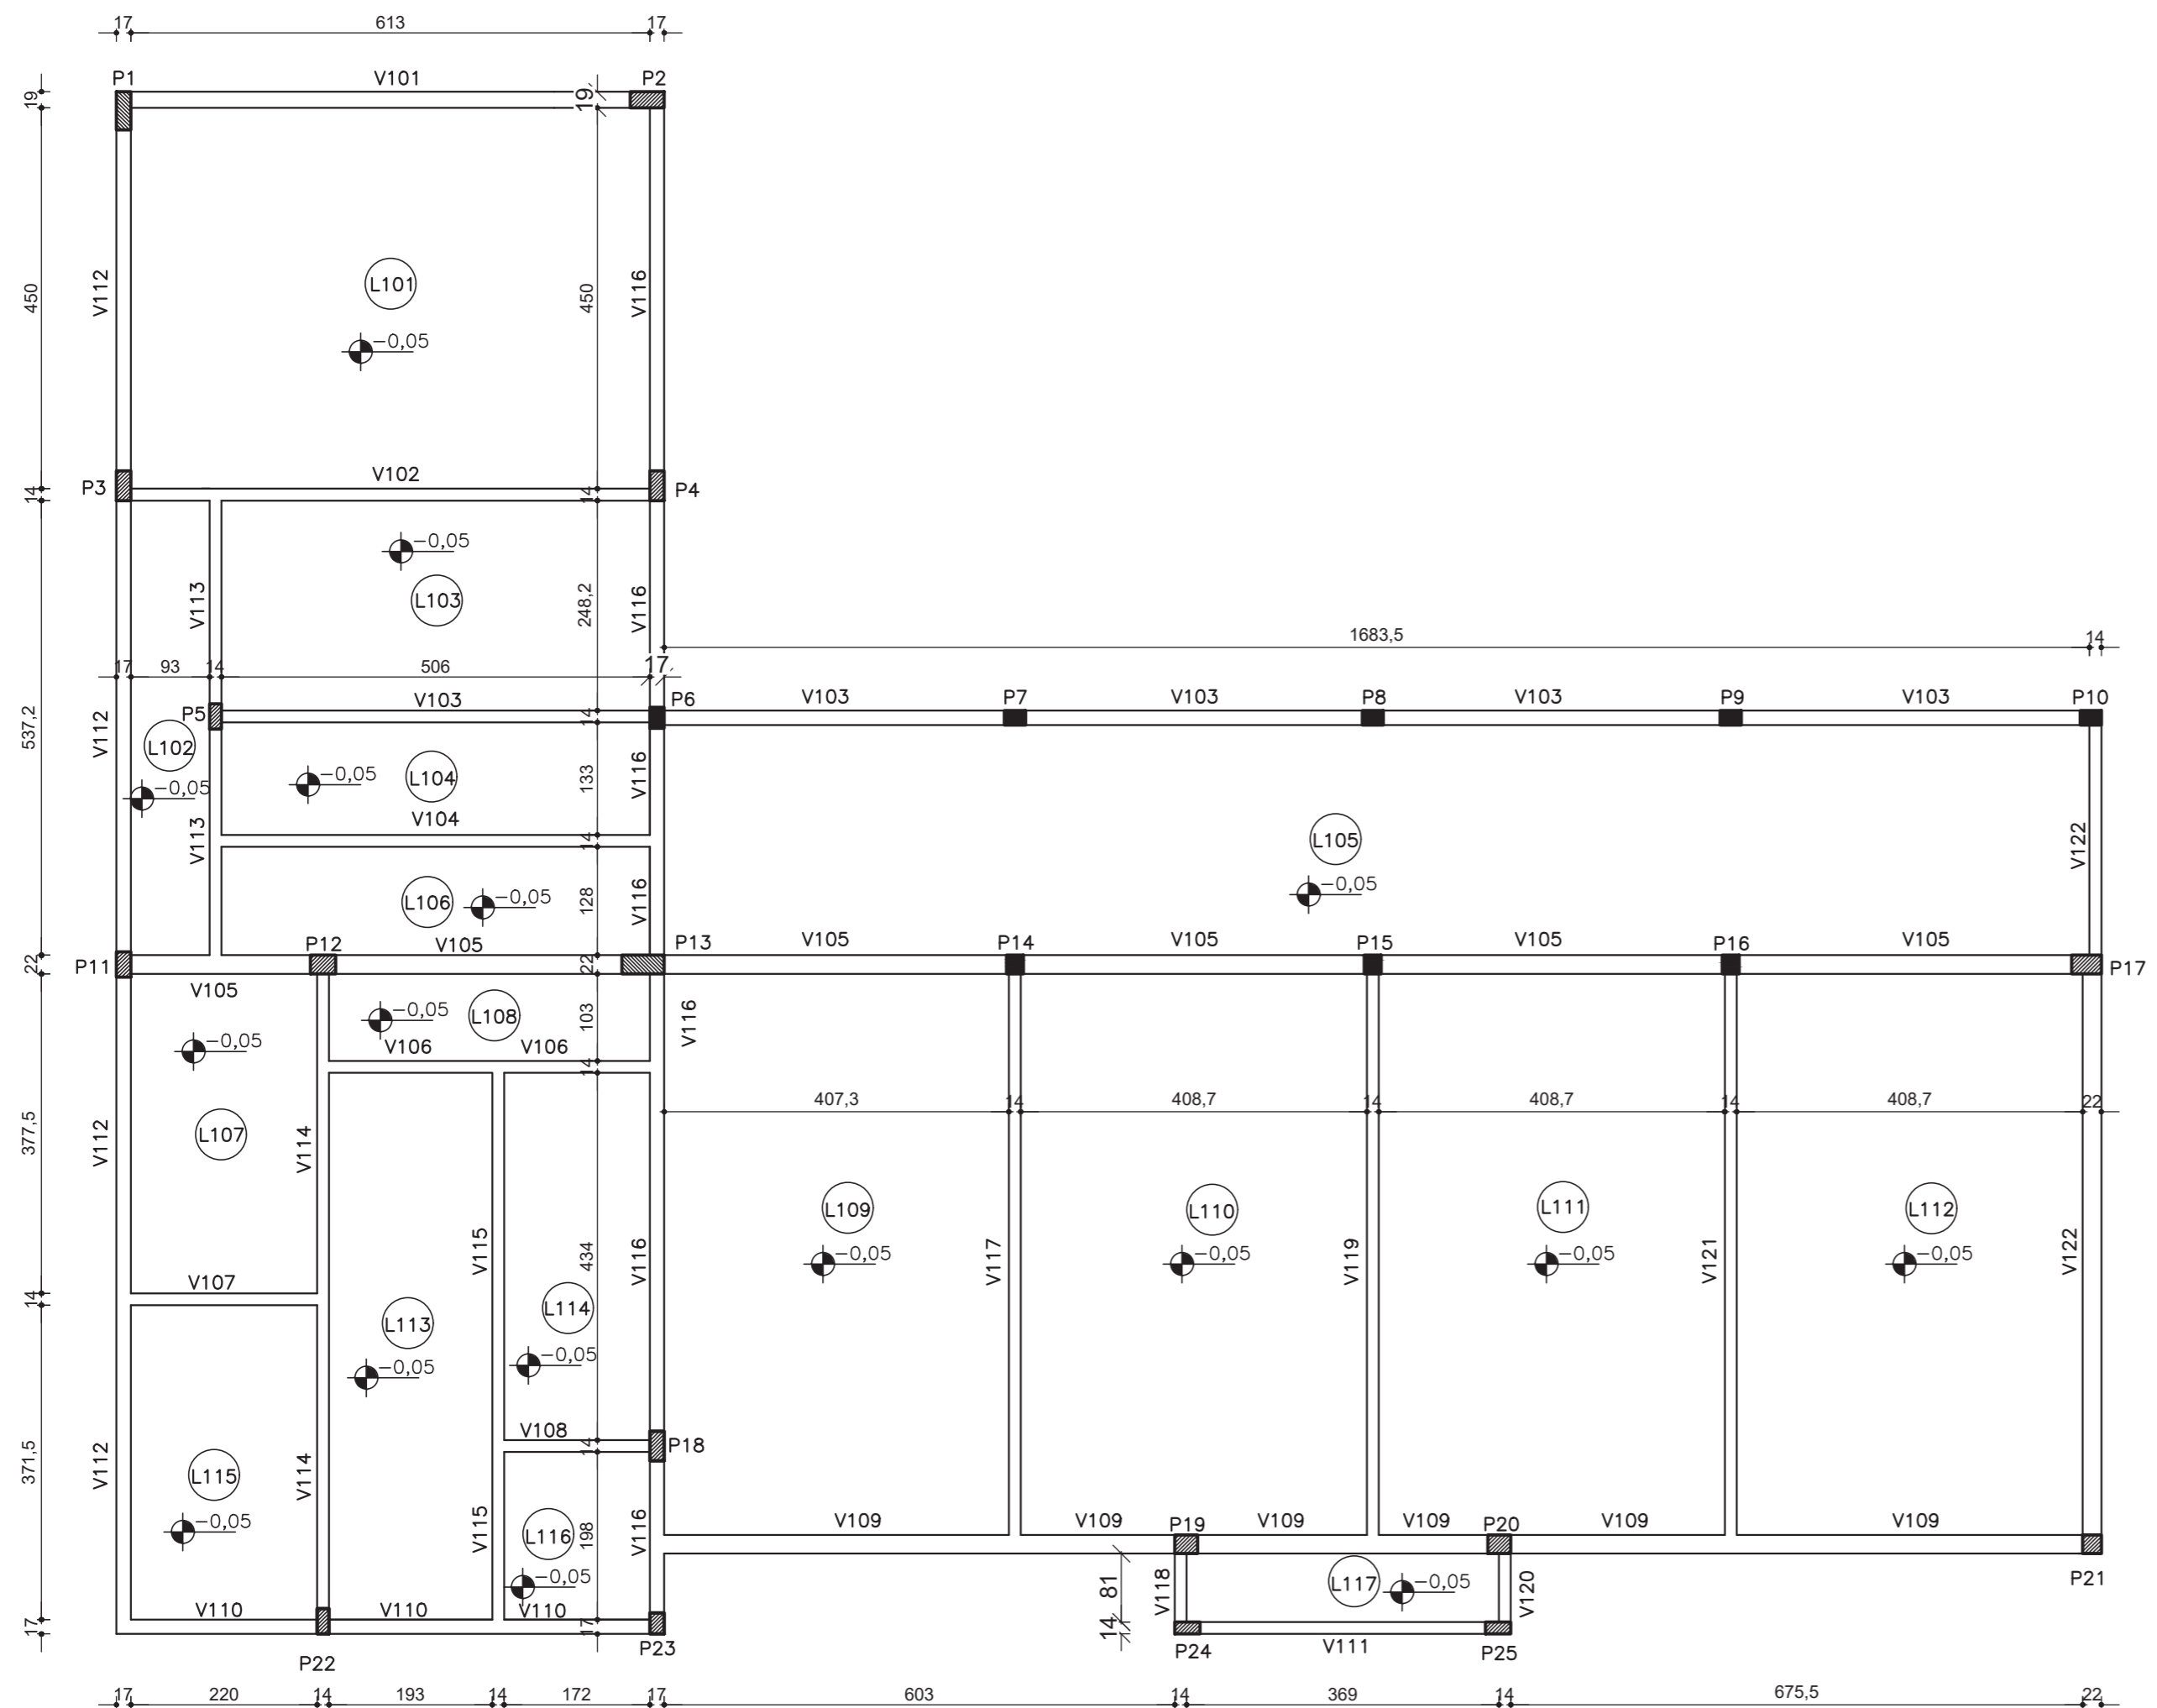 17 613 17
P1 V101 P2
19 19
450 V112 L101 450 V116
-0,05
P3 V102 P4
14 14
-0,05
V113 L103 248,2 V116
1683,5 14
17 93 14 506 17
P5 V103 14 P6 V103 P7 V103 P8 V103 P9 V103 P10
537,2 V112 L102 -0,05
-0,05 L104 133 V116
V113 V104 14 L105 V122
-0,05
L106 -0,05 128 V116
P11 22 P12 V105 22 P13 V105 P14 V105 P15 V105 P16 V105 P17
V105
-0,05 L108 103 V116
-0,05 V106 V106 14
407,3 14 408,7 14 408,7 14 408,7 22
377,5 V112 L107 V114
L109 L110 L111 L112
V115 434 V116 -0,05 V117 -0,05 V119 -0,05 V121 -0,05 V122
14 V107 L113 L114
-0,05 -0,05
V108 14 P18
371,5 V112 L115 V114
-0,05 V115 L116 198 V116
-0,05
V109 V109 P19 V109 V109 P20 V109 V109
81 V118 L117 -0,05 V120 P21
17 V110 V110 V110 17 14
P22 P23 P24 V111 P25
17 220 14 193 14 172 17 603 14 369 14 675,5 22